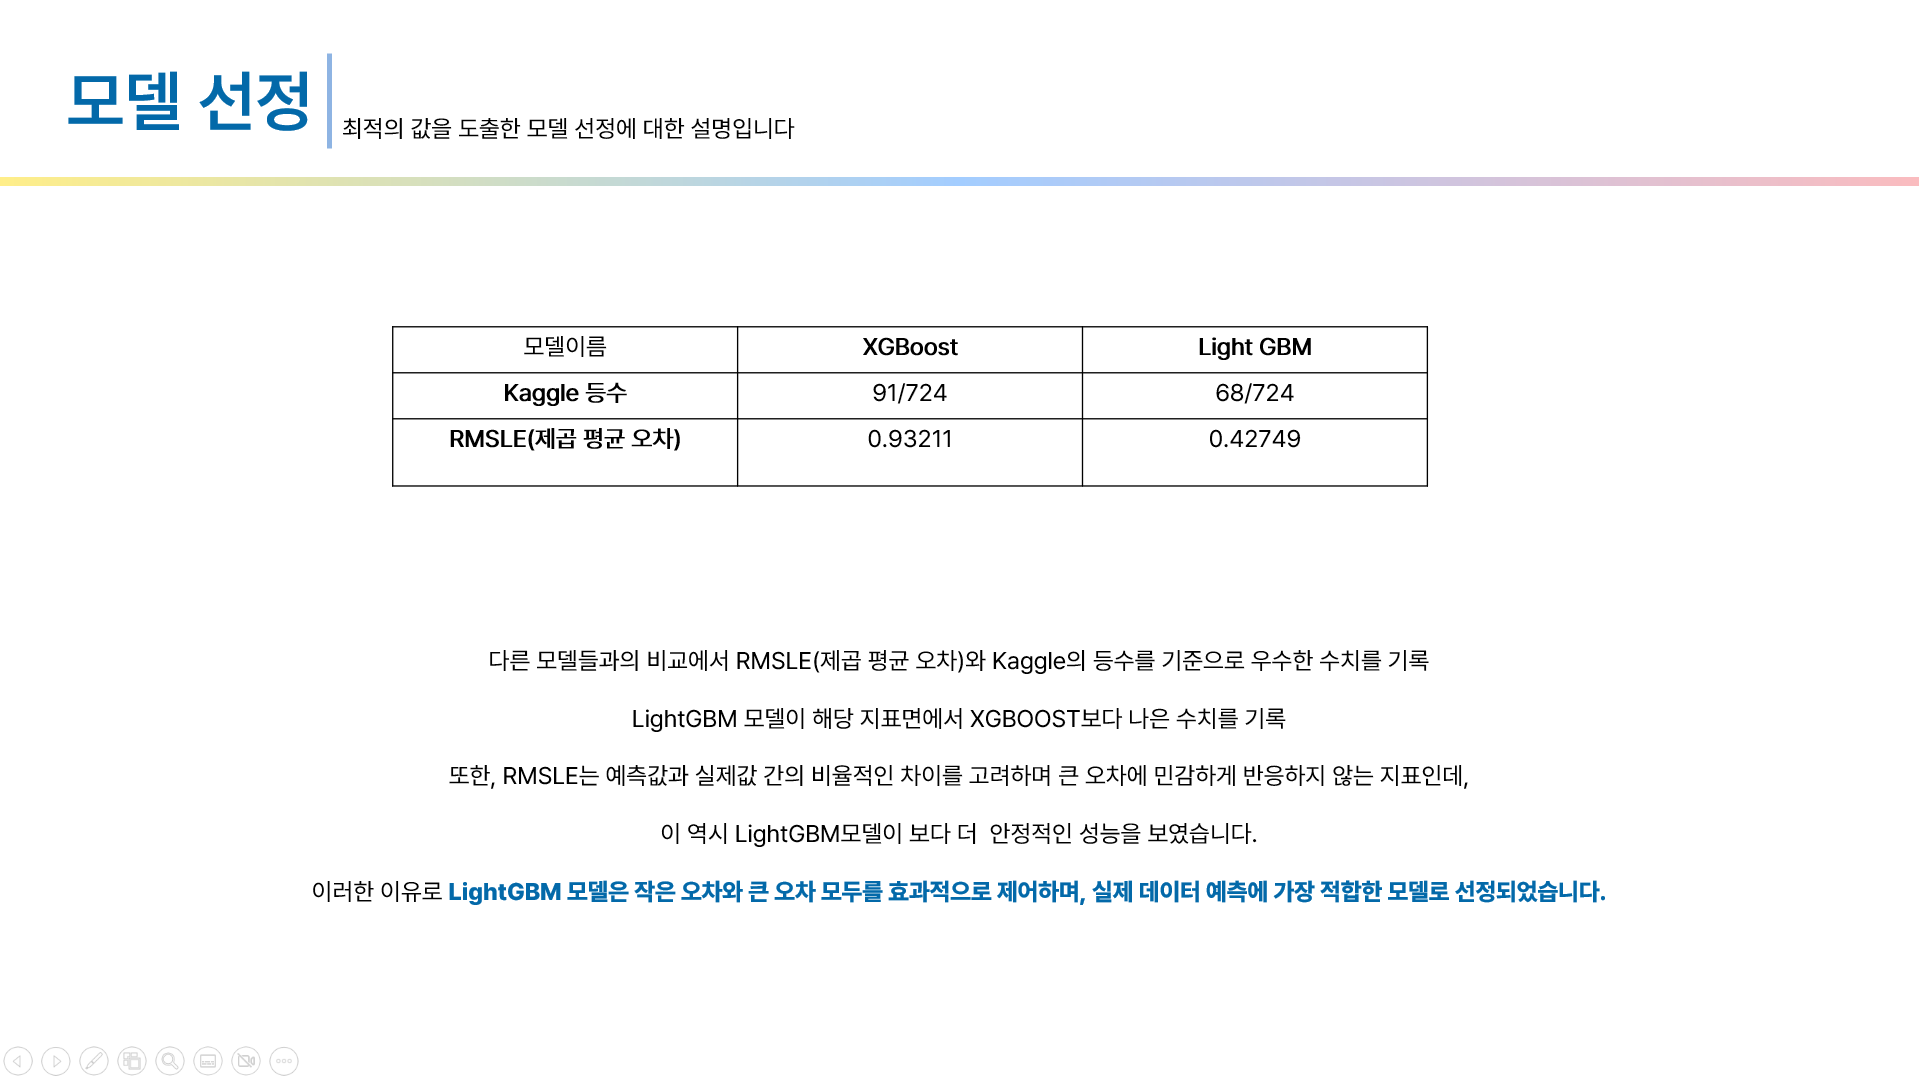 모델 선정
최적의 값을 도출한 모델 선정에 대한 설명입니다
모델이름 XGBoost Light GBM
Kaggle 등수 91/724 68/724
RMSLE(제곱 평균 오차) 0.93211 0.42749
다른 모델들과의 비교에서 RMSLE(제곱 평균 오차)와 Kaggle의 등수를 기준으로 우수한 수치를 기록
LightGBM 모델이 해당 지표면에서 XGBOOST보다 나은 수치를 기록
또한, RMSLE는 예측값과 실제값 간의 비율적인 차이를 고려하며 큰 오차에 민감하게 반응하지 않는 지표인데,
이 역시 LightGBM모델이 보다 더 안정적인 성능을 보였습니다.
이러한 이유로 LightGBM 모델은 작은 오차와 큰 오차 모두를 효과적으로 제어하며, 실제 데이터 예측에 가장 적합한 모델로 선정되었습니다.